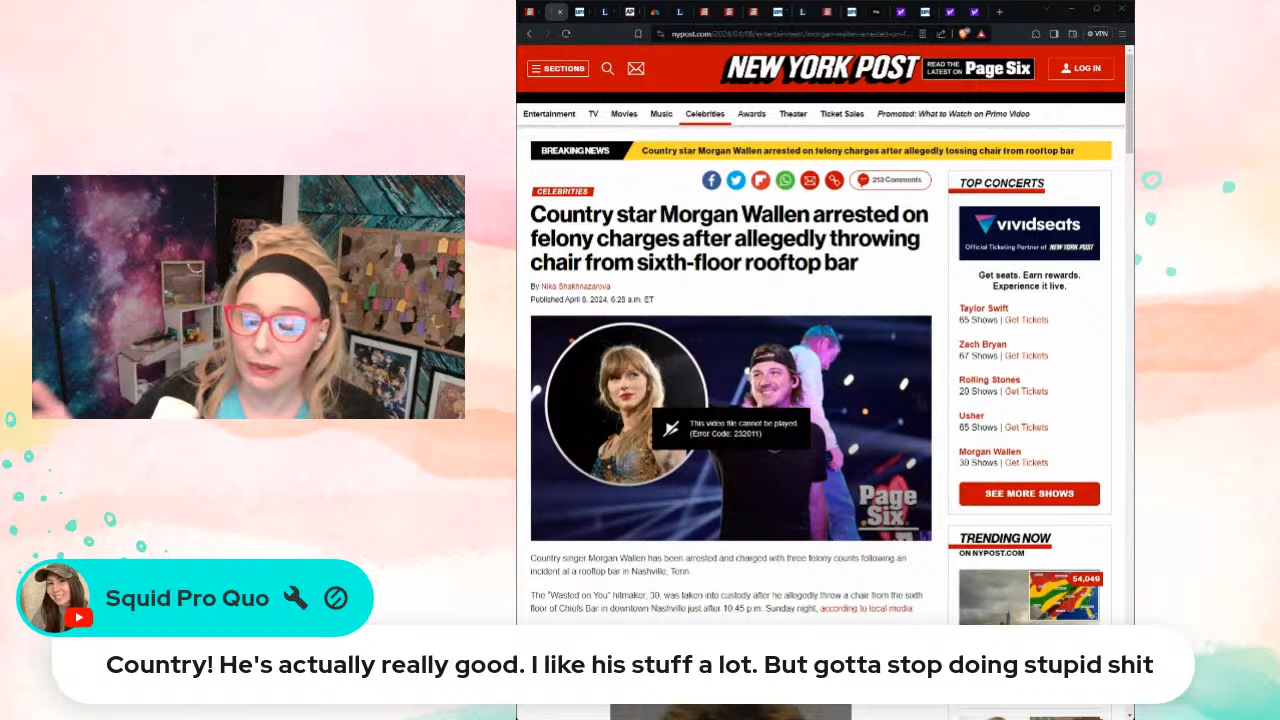 nypost.com/2024/04/08/entertainment/morgan-wallen-arrested-on-f...
VPN
SECTIONS
NEW YORK POST
READ THE
LATEST ON
Page Six
LOG IN
Entertainment TV Movies Music Celebrities Awards Theater Ticket Sales Promoted: What to Watch on Prime Video
BREAKING NEWS Country star Morgan Wallen arrested on felony charges after allegedly tossing chair from rooftop bar
213 Comments
CELEBRITIES
Country star Morgan Wallen arrested on
felony charges after allegedly throwing
chair from sixth-floor rooftop bar
By Nika Shakhnazarova
Published April 8, 2024, 6:28 a.m. ET
This video file cannot be played.
(Error Code: 232011)
Page
Six
Country singer Morgan Wallen has been arrested and charged with three felony counts following an
incident at a rooftop bar in Nashville, Tenn
The "Wasted on You" hitmaker, 30, was taken into custody after he allegedly threw a chair from the sixth
floor of Chiefs Bar in downtown Nashville just after 10:45 p.m. Sunday night, according to local media
TOP CONCERTS
vividseats
Official Ticketing Partner of NEW YORK POST
Get seats. Earn rewards.
Experience it live.
Taylor Swift
65 Shows | Get Tickets
Zach Bryan
67 Shows | Get Tickets
Rolling Stones
20 Shows | Get Tickets
Usher
65 Shows | Get Tickets
Morgan Wallen
30 Shows | Get Tickets
SEE MORE SHOWS
TRENDING NOW
ON NYPOST.COM
54,049
Squid Pro Quo
Country! He's actually really good. I like his stuff a lot. But gotta stop doing stupid shit